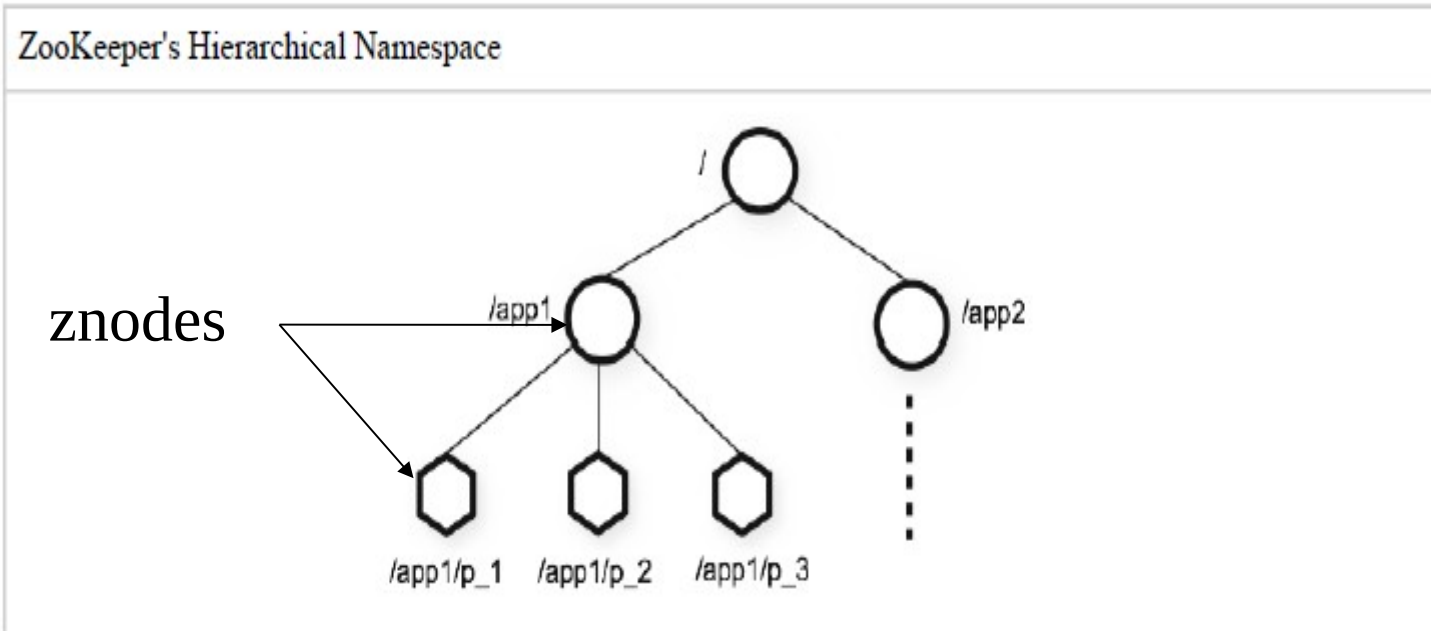 ZooKeeper's Hierarchical Namespace
/
znodes
/app1
/app2
/app1/p_1
/app1/p_2
/app1/p_3